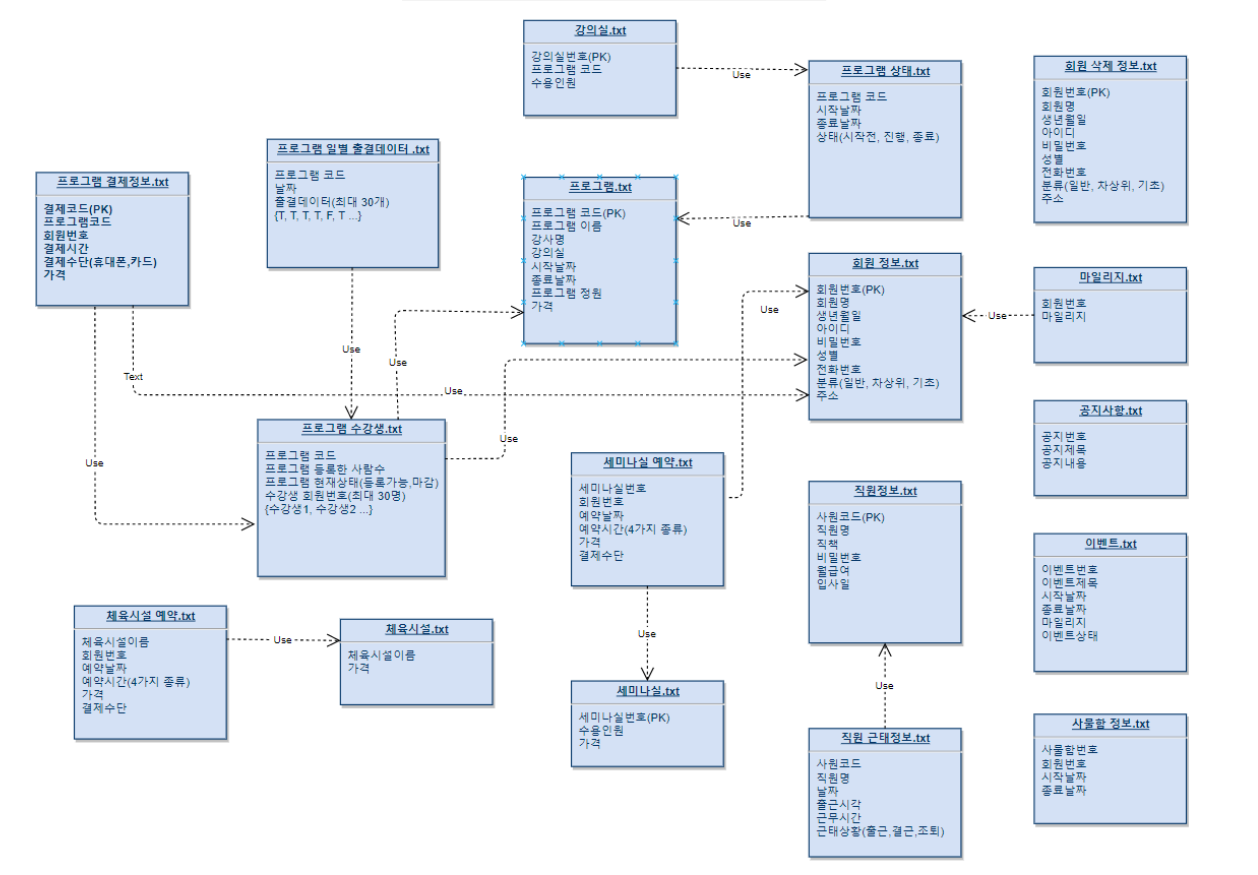 강의실.txt
강의실번호(PK)
프로그램 코드
수용인원
Use
프로그램 상태.txt
프로그램 코드
시작날짜
종료날짜
상태(시작전, 진행, 종료)
회원 삭제 정보.txt
회원번호(PK)
회원명
생년월일
아이디
비밀번호
성별
전화번호
분류(일반, 차상위, 기초)
주소
프로그램 일별 출결데이터 .txt
프로그램 코드
날짜
출결데이터(최대 30개)
{T, T, T, T, F, T ...}
프로그램 결제정보.txt
결제코드(PK)
프로그램코드
회원번호
결제시간
결제수단(휴대폰,카드)
가격
프로그램.txt
프로그램 코드(PK)
프로그램 이름
강사명
강의실
시작날짜
종료날짜
프로그램 정원
가격
Use
회원 정보.txt
회원번호(PK)
회원명
생년월일
아이디
비밀번호
성별
전화번호
분류(일반, 차상위, 기초)
주소
마일리지.txt
회원번호
마일리지
Use
Use
Use
Use
Text
Use
Use
Use
프로그램 수강생.txt
프로그램 코드
프로그램 등록한 사람수
프로그램 현재상태(등록가능,마감)
수강생 회원번호(최대 30명)
{수강생1, 수강생2 ...}
세미나실 예약.txt
세미나실번호
회원번호
예약날짜
예약시간(4가지 종류)
가격
결제수단
직원정보.txt
사원코드(PK)
직원명
직책
비밀번호
월급여
입사일
공지사항.txt
공지번호
공지제목
공지내용
이벤트.txt
이벤트번호
이벤트제목
시작날짜
종료날짜
마일리지
이벤트상태
체육시설 예약.txt
체육시설이름
회원번호
예약날짜
예약시간(4가지 종류)
가격
결제수단
Use
체육시설.txt
체육시설이름
가격
Use
세미나실.txt
세미나실번호(PK)
수용인원
가격
Use
직원 근태정보.txt
사원코드
직원명
날짜
출근시각
근무시간
근태상황(출근,결근,조퇴)
사물함 정보.txt
사물함번호
회원번호
시작날짜
종료날짜